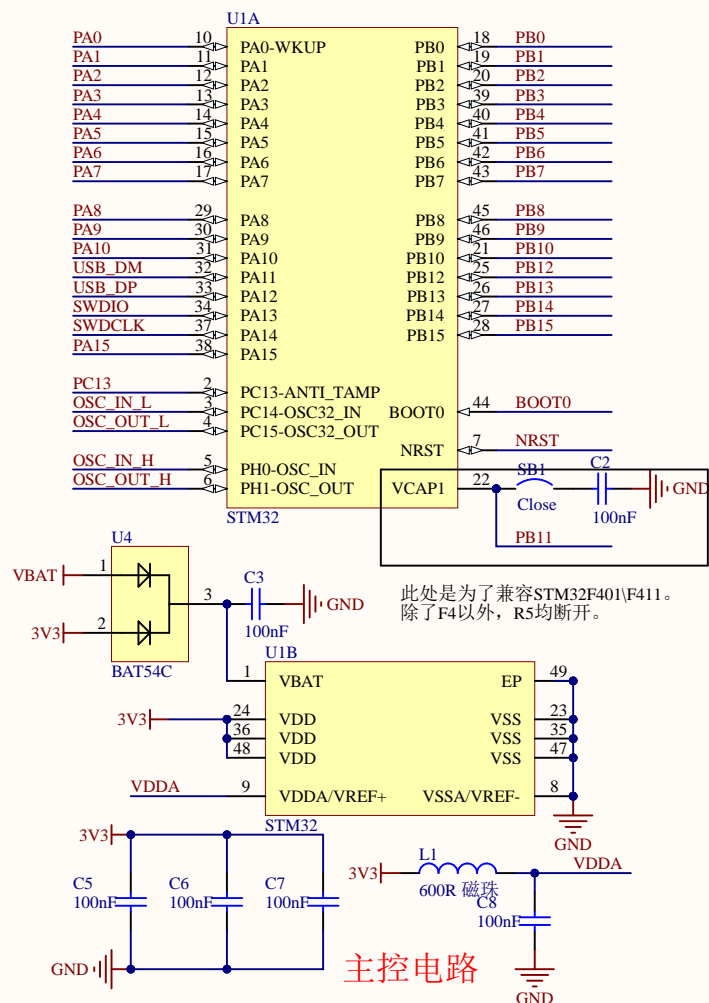 U1A
PA0 10 PA0-WKUP PB0 18 PB0
PA1 11 PA1 PB1 19 PB1
PA2 12 PA2 PB2 20 PB2
PA3 13 PA3 PB3 39 PB3
PA4 14 PA4 PB4 40 PB4
PA5 15 PA5 PB5 41 PB5
PA6 16 PA6 PB6 42 PB6
PA7 17 PA7 PB7 43 PB7
PA8 29 PA8 PB8 45 PB8
PA9 30 PA9 PB9 46 PB9
PA10 31 PA10 PB10 21 PB10
USB_DM 32 PA11 PB12 25 PB12
USB_DP 33 PA12 PB13 26 PB13
SWDIO 34 PA13 PB14 27 PB14
SWDCLK 37 PA14 PB15 28 PB15
PA15 38 PA15
PC13 2 PC13-ANTI_TAMP
OSC_IN_L 3 PC14-OSC32_IN BOOT0 44 BOOT0
OSC_OUT_L 4 PC15-OSC32_OUT
NRST 7 NRST
OSC_IN_H 5 PH0-OSC_IN
OSC_OUT_H 6 PH1-OSC_OUT VCAP1 22 SB1 C2 GND
STM32 Close 100nF
PB11
此处是为了兼容STM32F401\F411。
除了F4以外，R5均断开。
U4
VBAT 1 3 C3 GND
3V3 2 100nF
BAT54C
U1B
1 VBAT EP 49
3V3 24 VDD VSS 23
36 VDD VSS 35
48 VDD VSS 47
VDDA 9 VDDA/VREF+ VSSA/VREF- 8
STM32 GND
3V3
C5 C6 C7
100nF 100nF 100nF
GND
3V3 L1 VDDA
600R 磁珠
C8
100nF
GND
主控电路